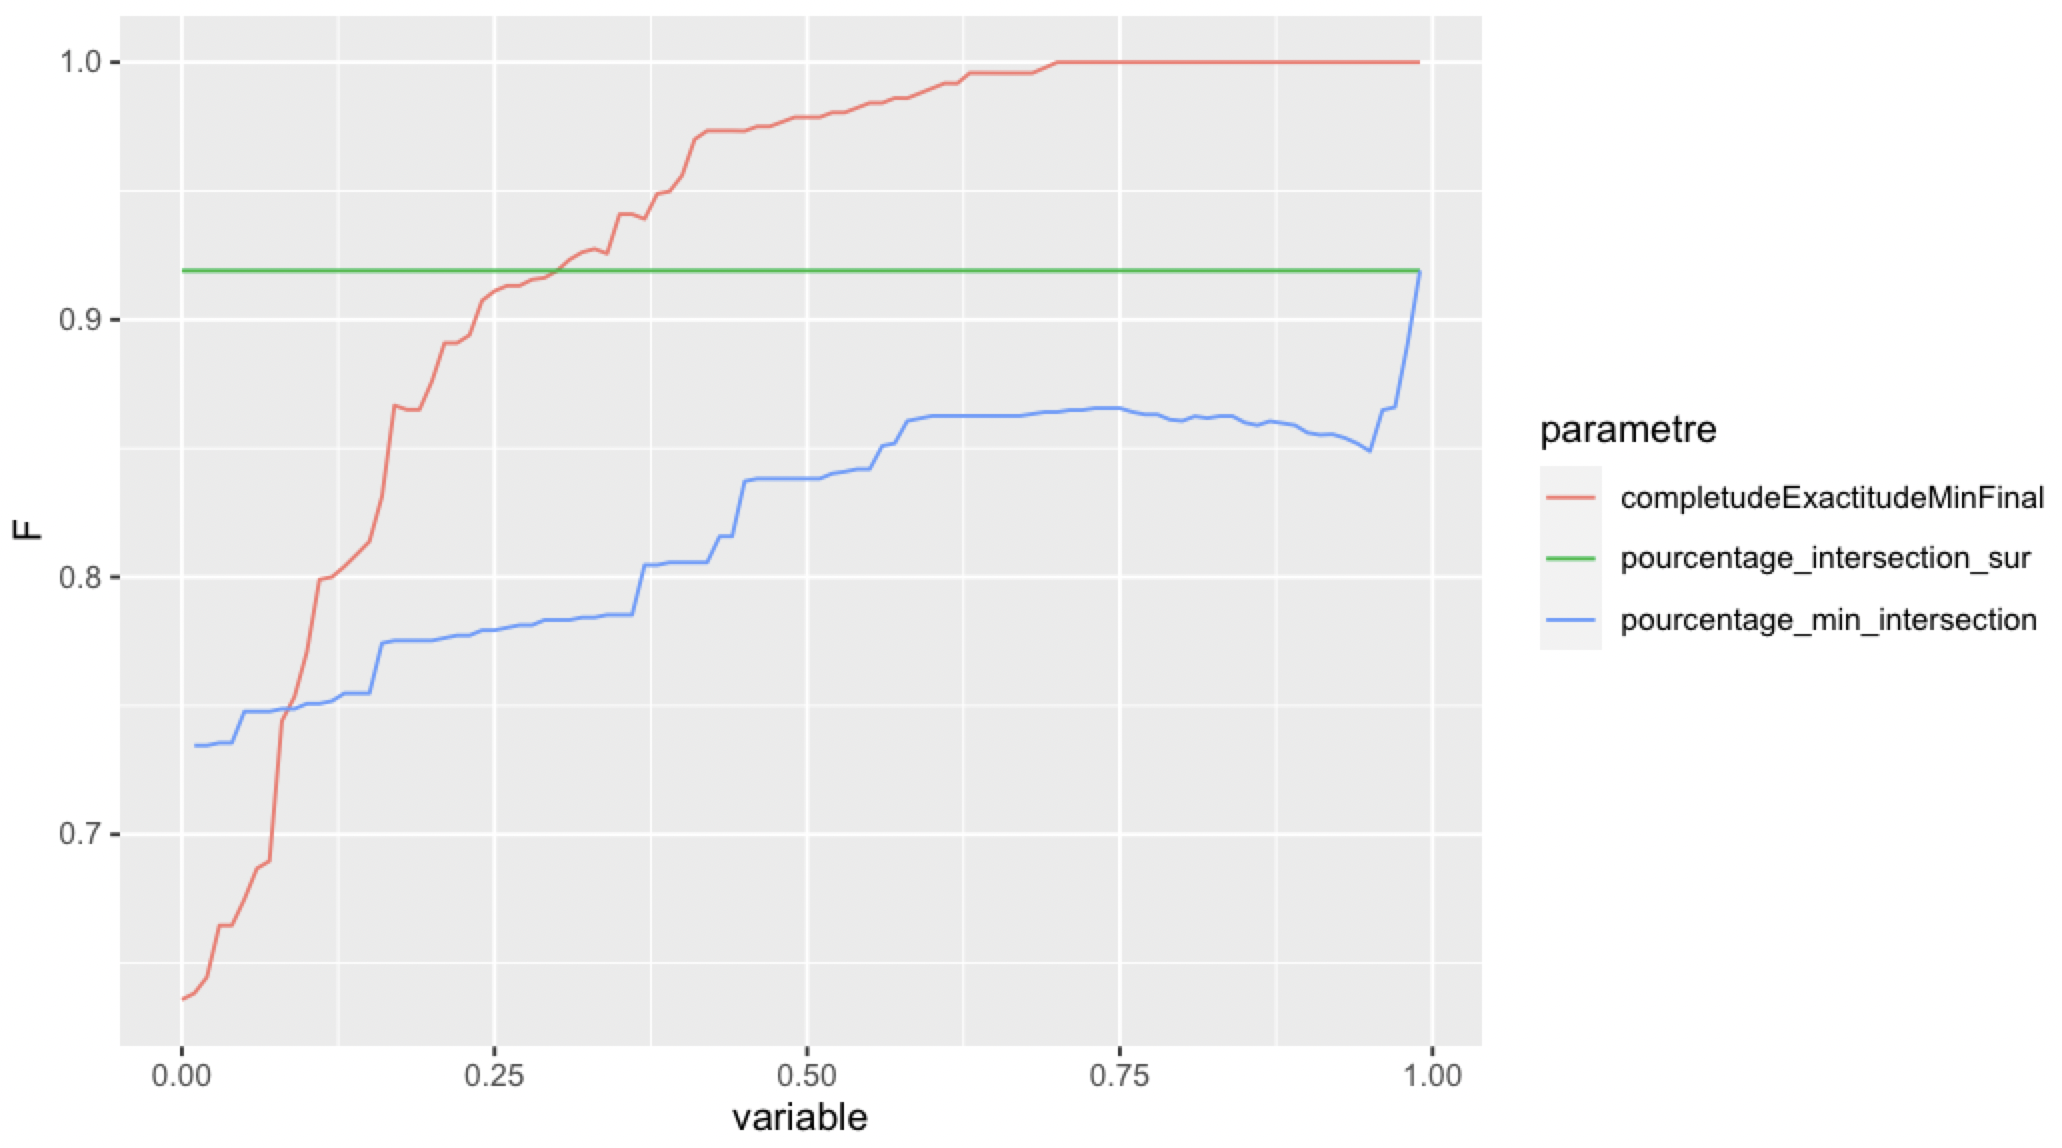 1.0
0.9
0.8
0.7
F
0.00 0.25 0.50 0.75 1.00
variable
parametre
completudeExactitudeMinFinal
pourcentage_intersection_sur
pourcentage_min_intersection